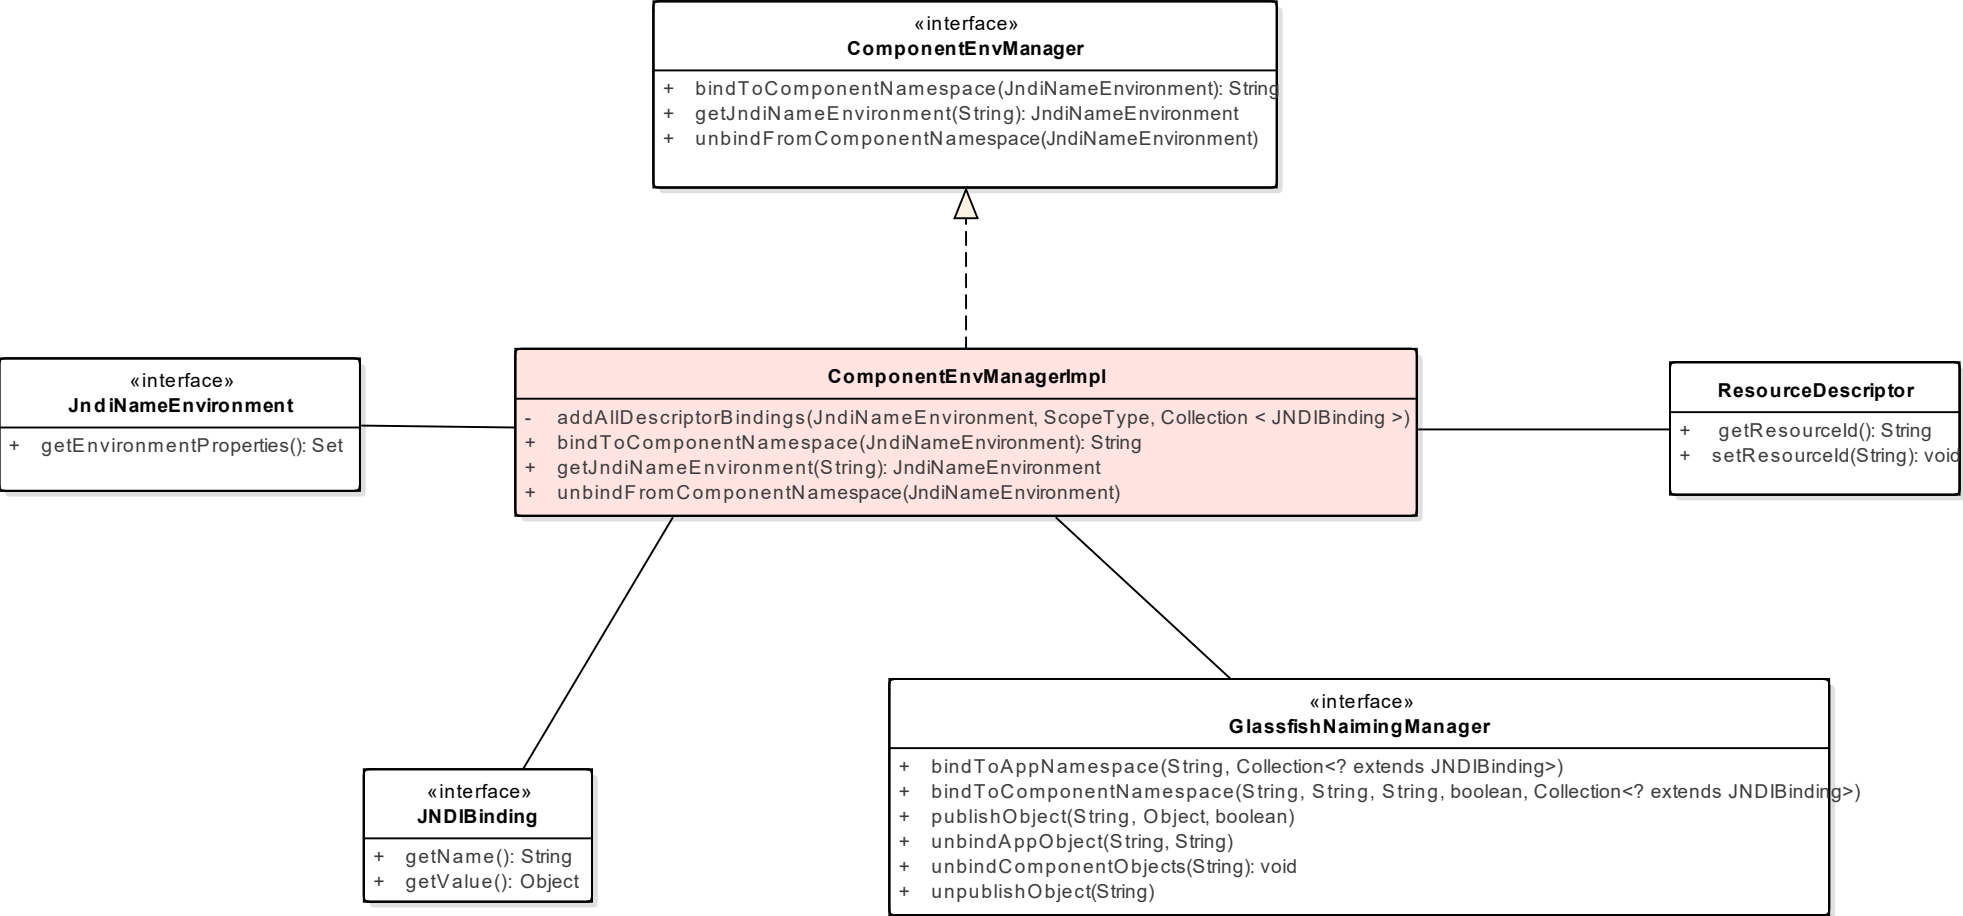 «interface»
ComponentEnvManager
+ bindToComponentNamespace(JndiNameEnvironment): String
+ getJndiNameEnvironment(String): JndiNameEnvironment
+ unbindFromComponentNamespace(JndiNameEnvironment)
«interface»
JndiNameEnvironment
+ getEnvironmentProperties(): Set
ComponentEnvManagerImpl
- addAllDescriptorBindings(JndiNameEnvironment, ScopeType, Collection < JNDIBinding >)
+ bindToComponentNamespace(JndiNameEnvironment): String
+ getJndiNameEnvironment(String): JndiNameEnvironment
+ unbindFromComponentNamespace(JndiNameEnvironment)
ResourceDescriptor
+ getResourceId(): String
+ setResourceId(String): void
«interface»
JNDIBinding
+ getName(): String
+ getValue(): Object
«interface»
GlassfishNaimingManager
+ bindToAppNamespace(String, Collection<? extends JNDIBinding>)
+ bindToComponentNamespace(String, String, String, boolean, Collection<? extends JNDIBinding>)
+ publishObject(String, Object, boolean)
+ unbindAppObject(String, String)
+ unbindComponentObjects(String): void
+ unpublishObject(String)